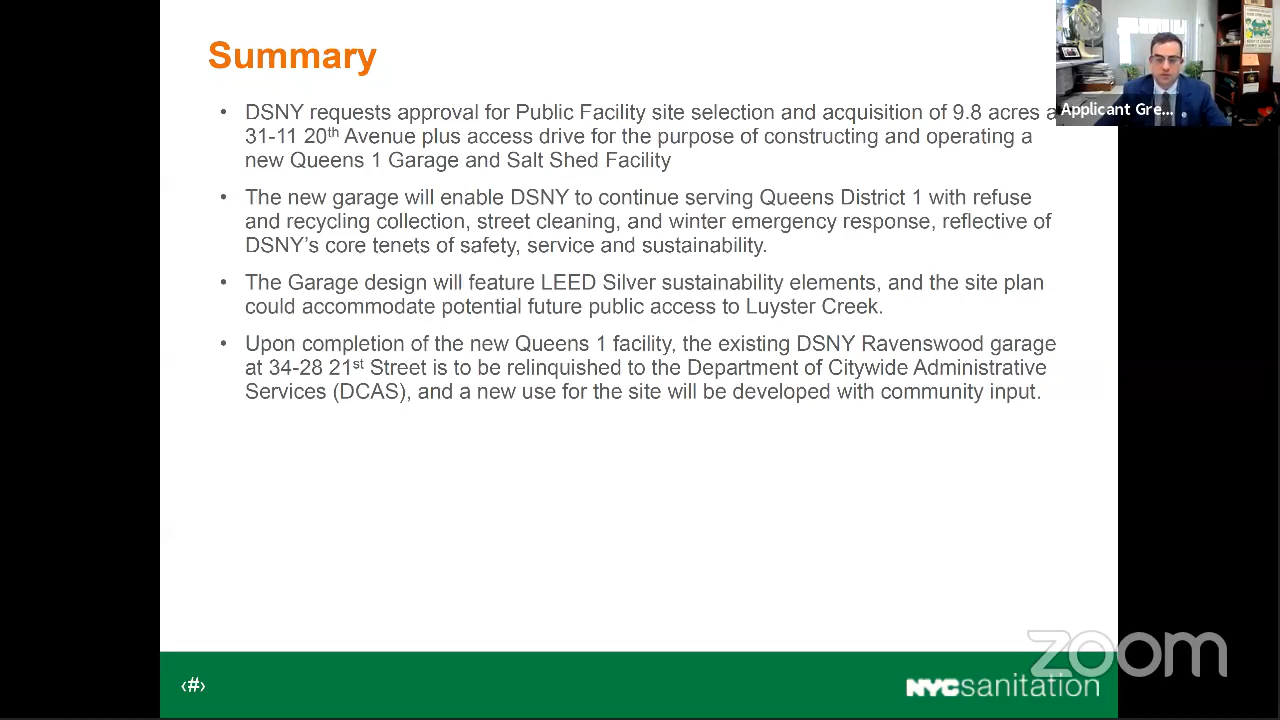 Summary
• DSNY requests approval for Public Facility site selection and acquisition of 9.8 acres a
31-11 20th Avenue plus access drive for the purpose of constructing and operating a
new Queens 1 Garage and Salt Shed Facility
• The new garage will enable DSNY to continue serving Queens District 1 with refuse
and recycling collection, street cleaning, and winter emergency response, reflective of
DSNY’s core tenets of safety, service and sustainability.
• The Garage design will feature LEED Silver sustainability elements, and the site plan
could accommodate potential future public access to Luyster Creek.
• Upon completion of the new Queens 1 facility, the existing DSNY Ravenswood garage
at 34-28 21st Street is to be relinquished to the Department of Citywide Administrative
Services (DCAS), and a new use for the site will be developed with community input.
Applicant Gre...
zoom
‹#›
NYCsanitation